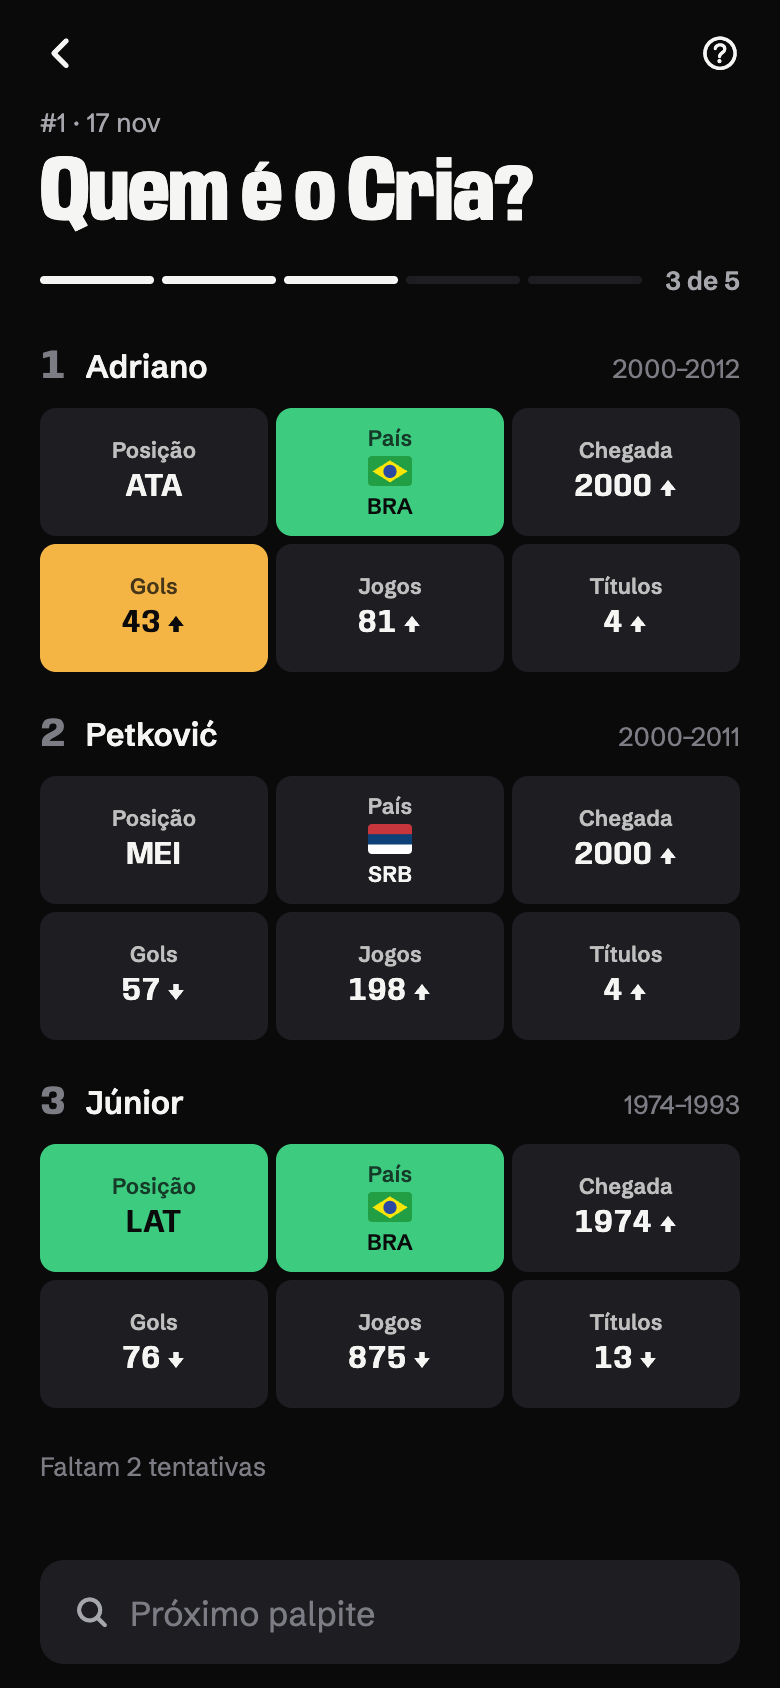 #1 · 17 nov
Quem é o Cria?
3 de 5
1 Adriano 2000–2012
Posição
ATA
País
BRA
Chegada
2000
Gols
43
Jogos
81
Títulos
4
2 Petković 2000–2011
Posição
MEI
País
SRB
Chegada
2000
Gols
57
Jogos
198
Títulos
4
3 Júnior 1974–1993
Posição
LAT
País
BRA
Chegada
1974
Gols
76
Jogos
875
Títulos
13
Faltam 2 tentativas
Próximo palpite